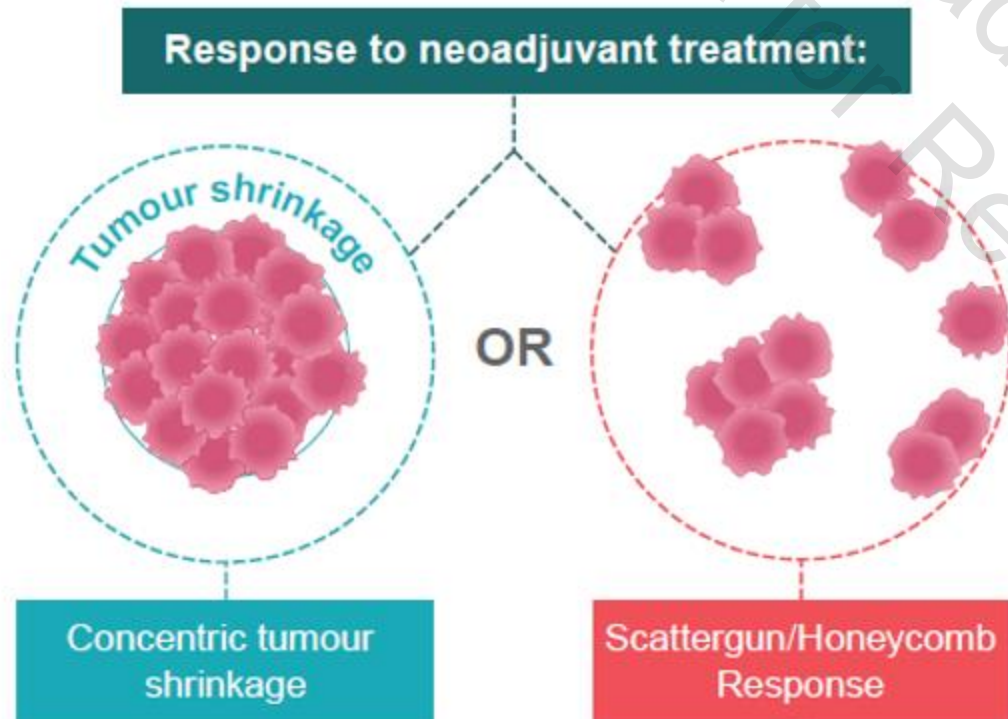 Response to neoadjuvant treatment:
Tumour shrinkage
OR
Concentric tumour
shrinkage
Scattergun/Honeycomb
Response